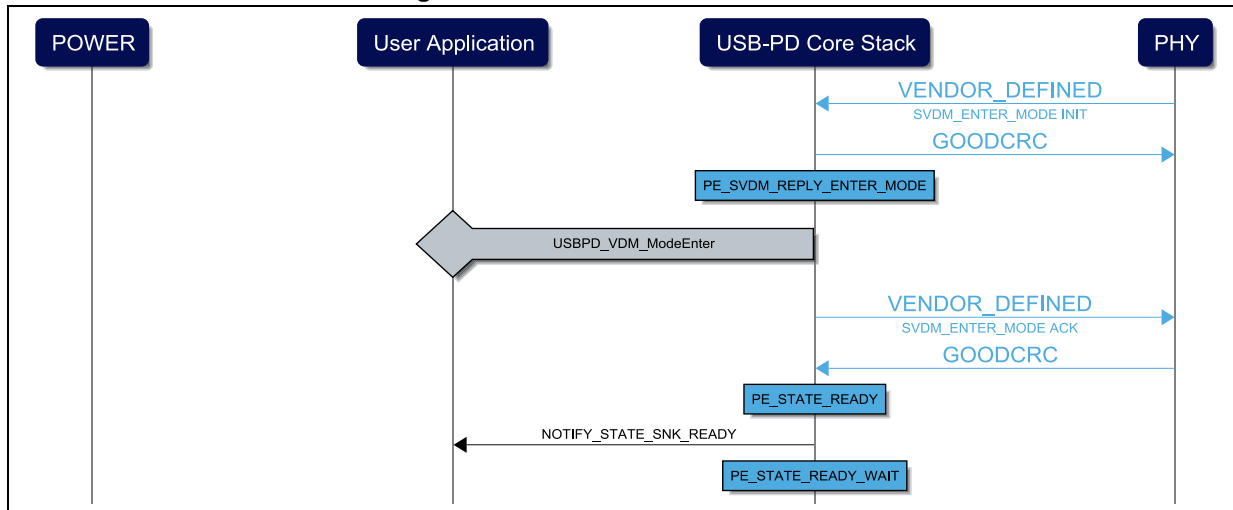 POWER
User Application
USB-PD Core Stack
PHY
VENDOR_DEFINED
SVDM_ENTER_MODE INIT
GOODCRC
PE_SVDM_REPLY_ENTER_MODE
USBPD_VDM_ModeEnter
VENDOR_DEFINED
SVDM_ENTER_MODE ACK
GOODCRC
PE_STATE_READY
NOTIFY_STATE_SNK_READY
PE_STATE_READY_WAIT